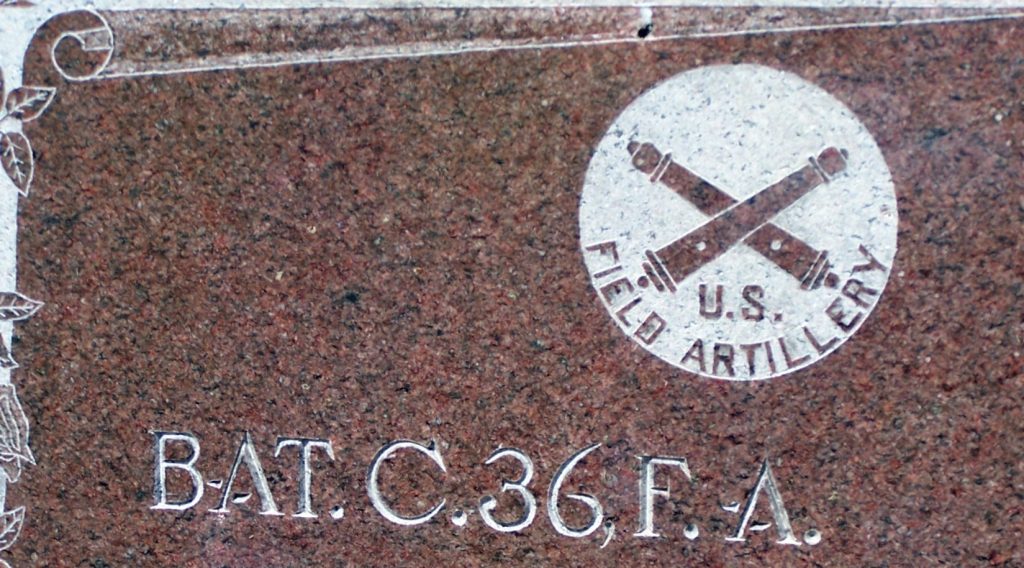 U.S.
FIELD ARTILLERY
BAT. C. 36, F. A.